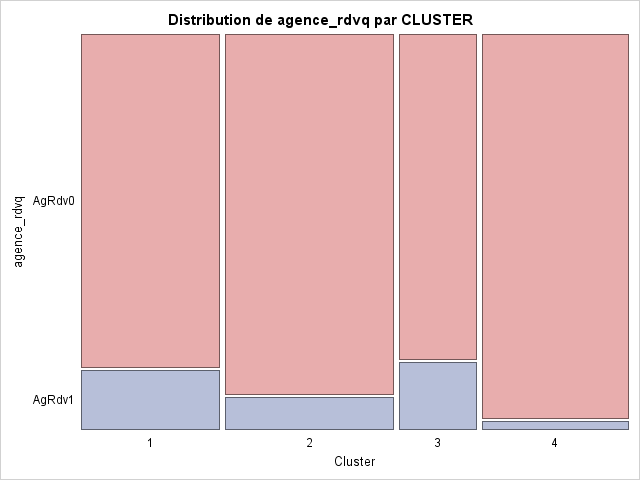 Distribution de agence_rdvq par CLUSTER
agence_rdvq
AgRdv0
AgRdv1
1 2 3 4
Cluster